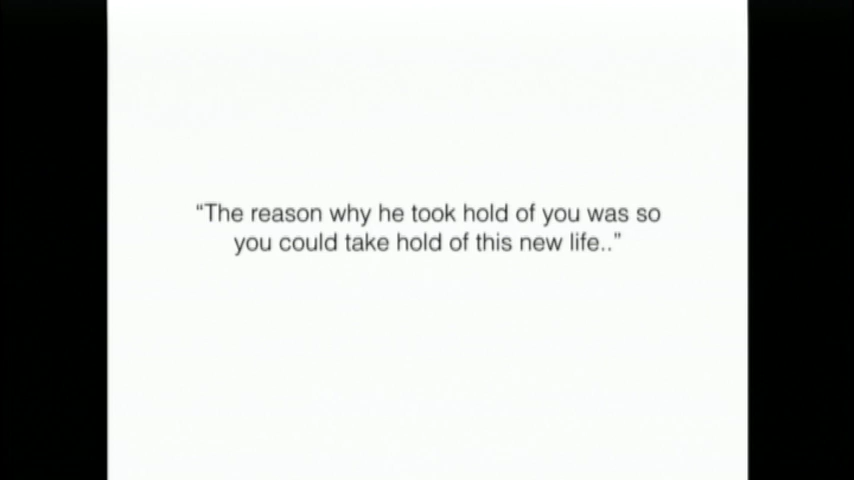 “The reason why he took hold of you was so
you could take hold of this new life..”